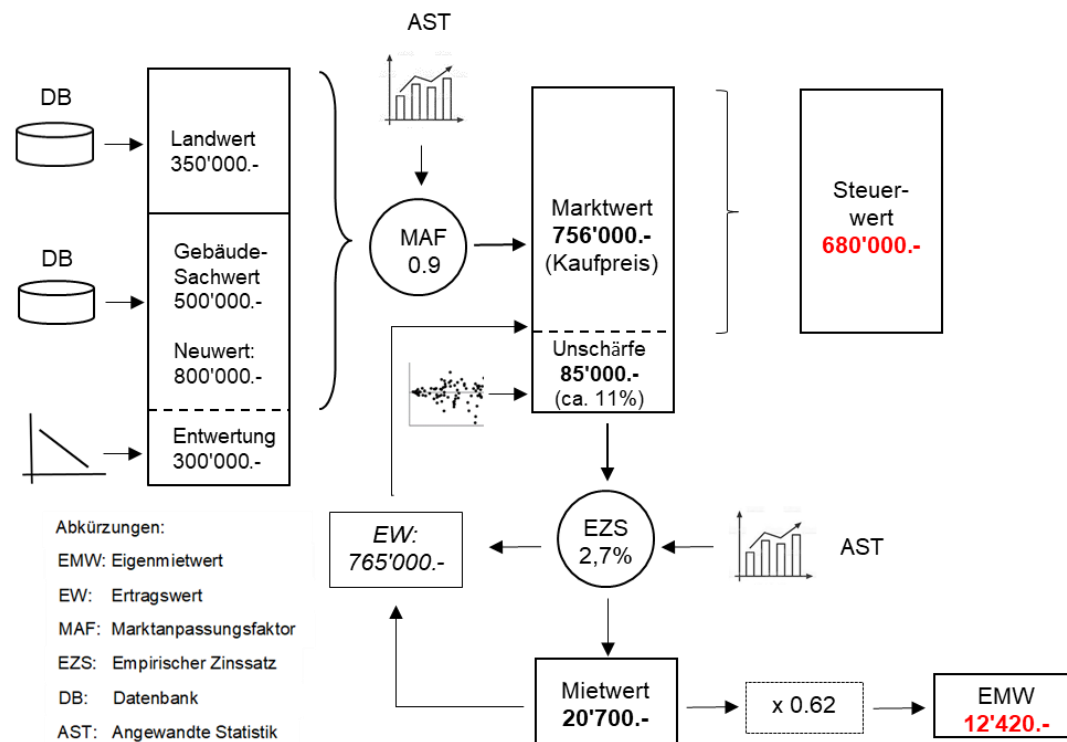 AST
DB
Landwert
350'000.-
DB
Gebäude-
Sachwert
500'000.-
Neuwert:
800'000.-
Entwertung
300'000.-
MAF
0.9
Marktwert
756'000.-
(Kaufpreis)
Unschärfe
85'000.-
(ca. 11%)
Steuer-
wert
680'000.-
EW:
765'000.-
EZS
2,7%
AST
Mietwert
20'700.-
x 0.62
EMW
12'420.-
Abkürzungen:
EMW: Eigenmietwert
EW: Ertragswert
MAF: Marktanpassungsfaktor
EZS: Empirischer Zinssatz
DB: Datenbank
AST: Angewandte Statistik